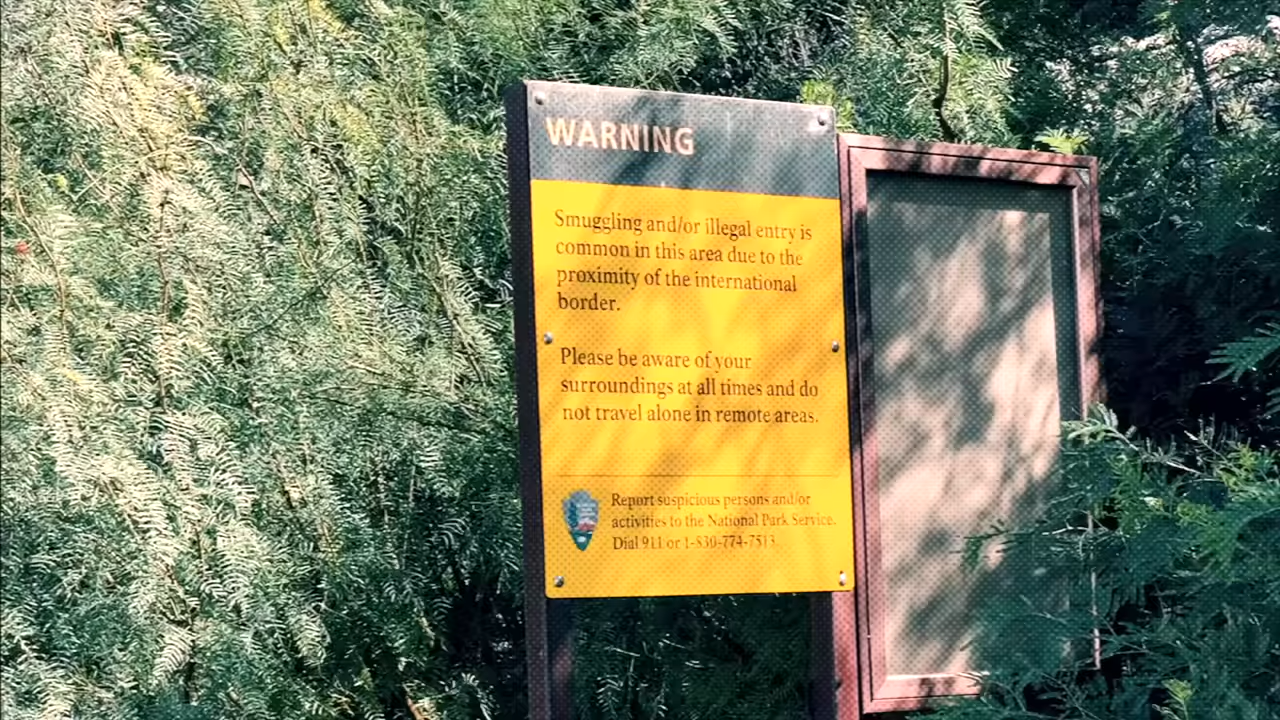 WARNING
Smuggling and/or illegal entry is
common in this area due to the
proximity of the international
border.
Please be aware of your
surroundings at all times and do
not travel alone in remote areas.
Report suspicious persons and/or
activities to the National Park Service.
Dial 911 or 1-830-774-7513.